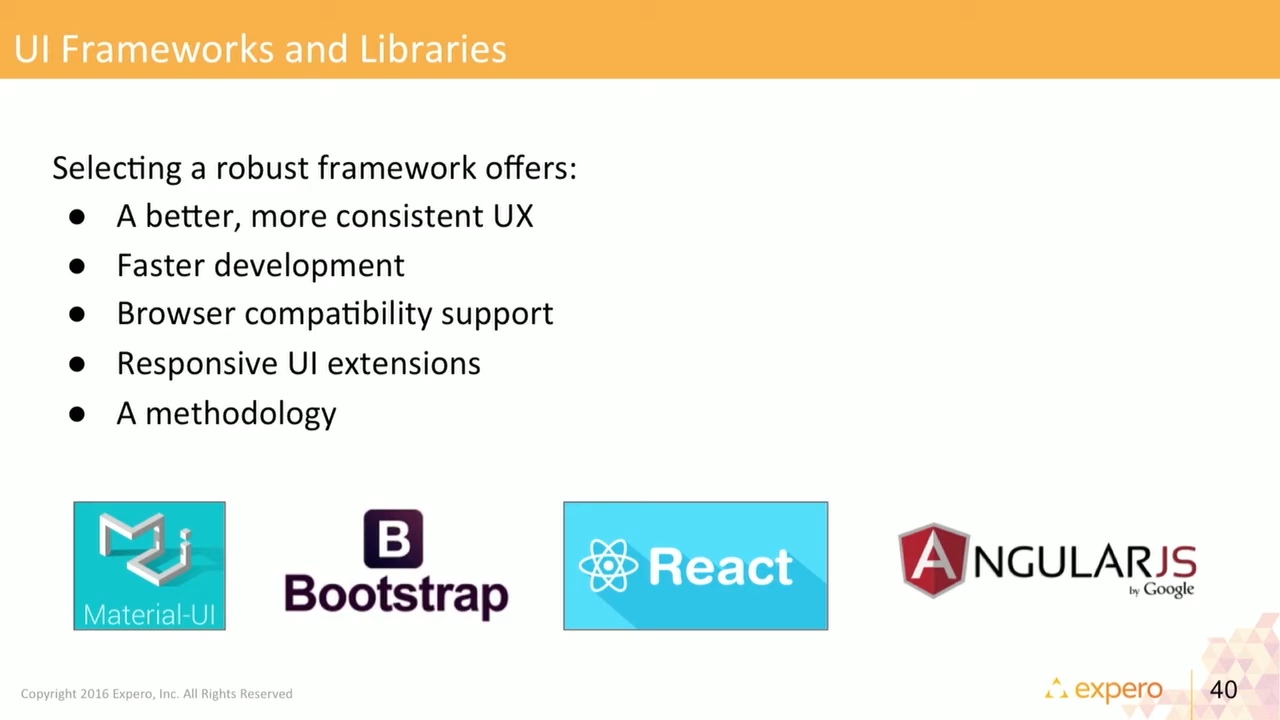 UI Frameworks and Libraries
Selecting a robust framework offers:
● A better, more consistent UX
● Faster development
● Browser compatibility support
● Responsive UI extensions
● A methodology
Material-UI
B
Bootstrap
React
ANGULARJS
by Google
Copyright 2016 Expero, Inc. All Rights Reserved
expero
40